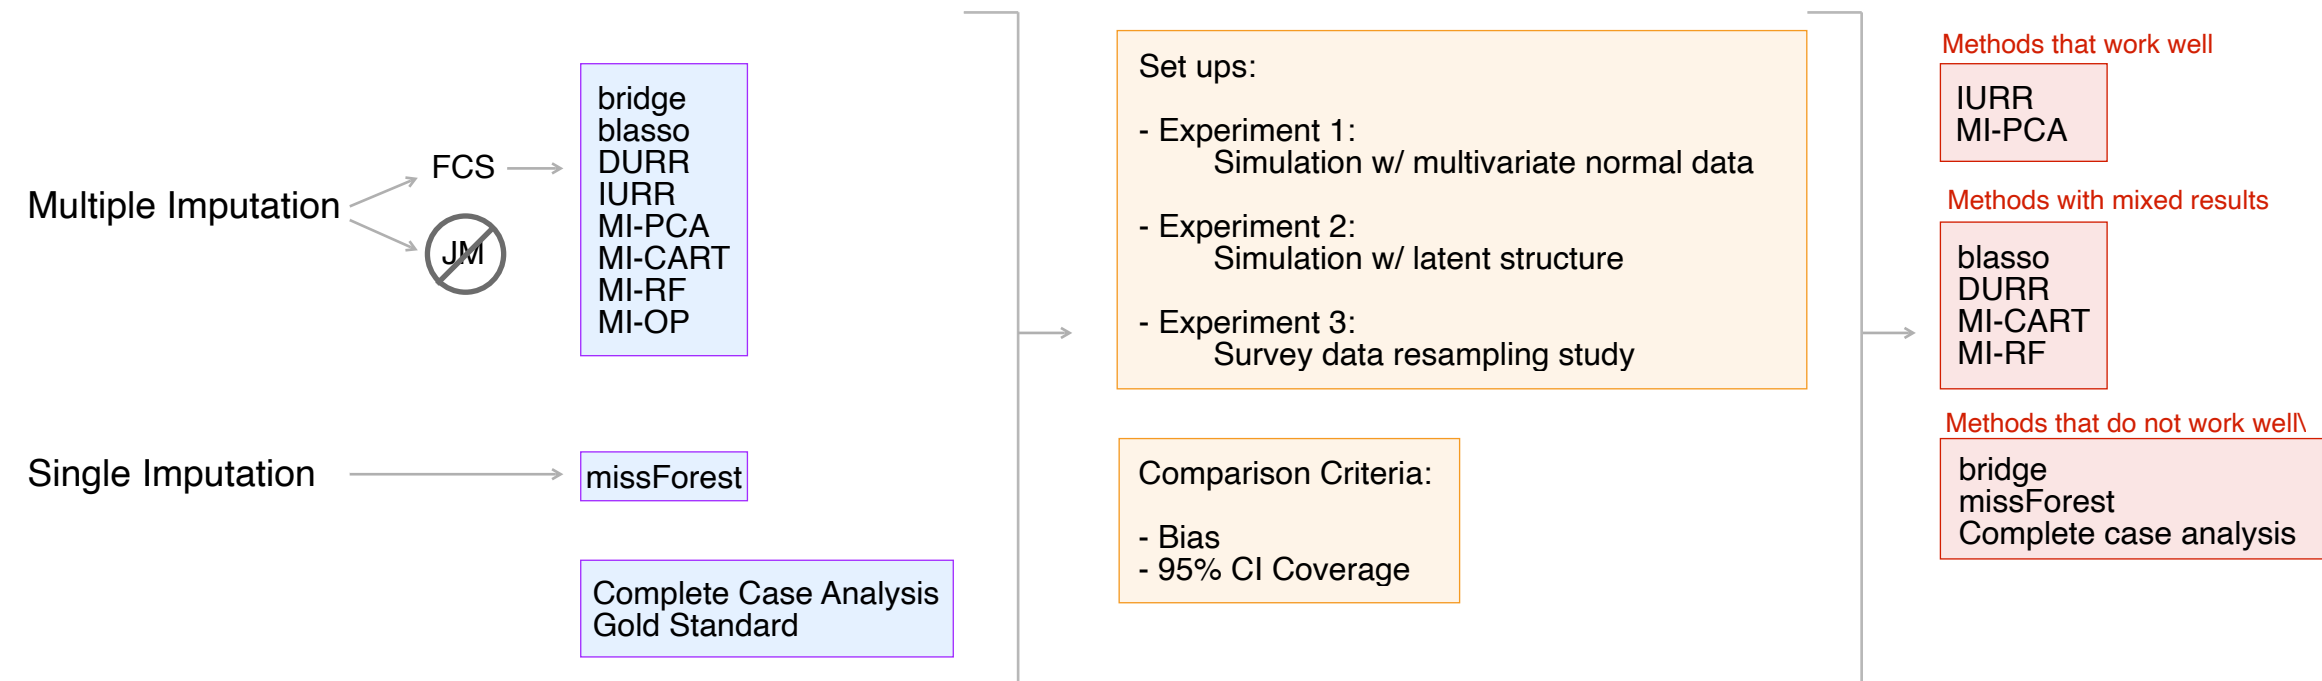 Multiple Imputation
FCS
JM
bridge
blasso
DURR
IURR
MI-PCA
MI-CART
MI-RF
MI-OP
Single Imputation
missForest
Complete Case Analysis
Gold Standard
Set ups:
- Experiment 1:
Simulation w/ multivariate normal data
- Experiment 2:
Simulation w/ latent structure
- Experiment 3:
Survey data resampling study
Comparison Criteria:
- Bias
- 95% CI Coverage
Methods that work well
IURR
MI-PCA
Methods with mixed results
blasso
DURR
MI-CART
MI-RF
Methods that do not work well\
bridge
missForest
Complete case analysis